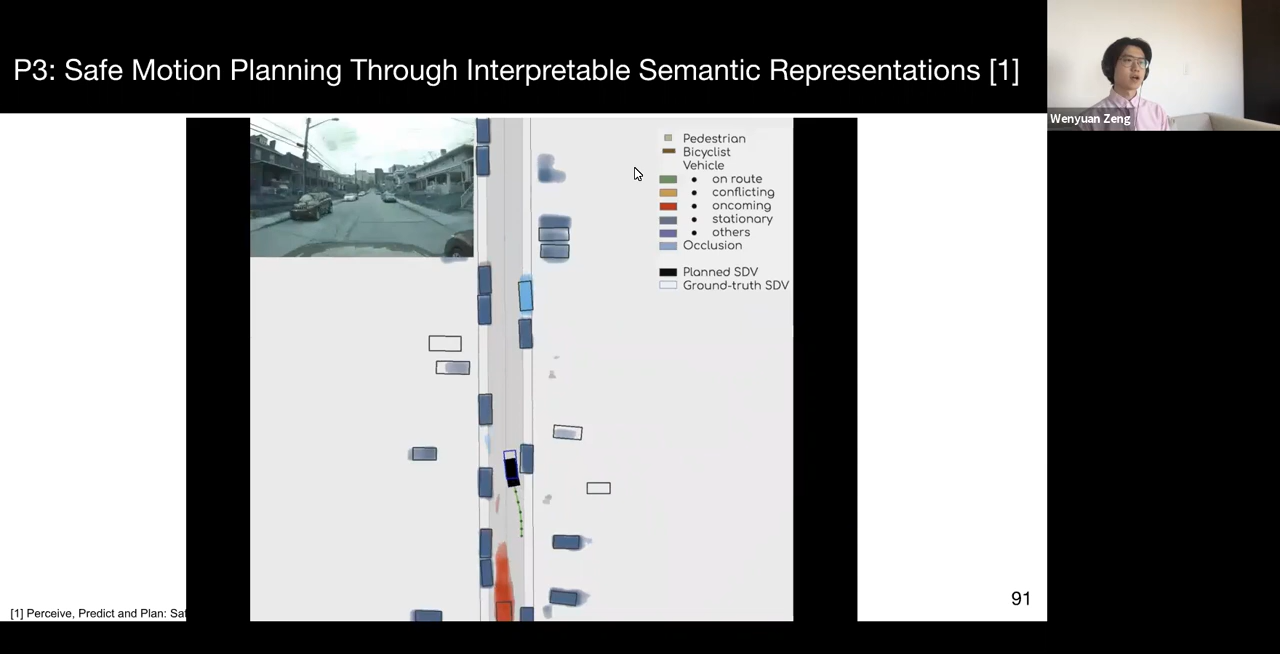 P3: Safe Motion Planning Through Interpretable Semantic Representations [1]
Wenyuan Zeng
Pedestrian
Bicyclist
Vehicle
• on route
• conflicting
• oncoming
• stationary
• others
Occlusion
Planned SDV
Ground-truth SDV
91
[1] Perceive, Predict and Plan: Saf